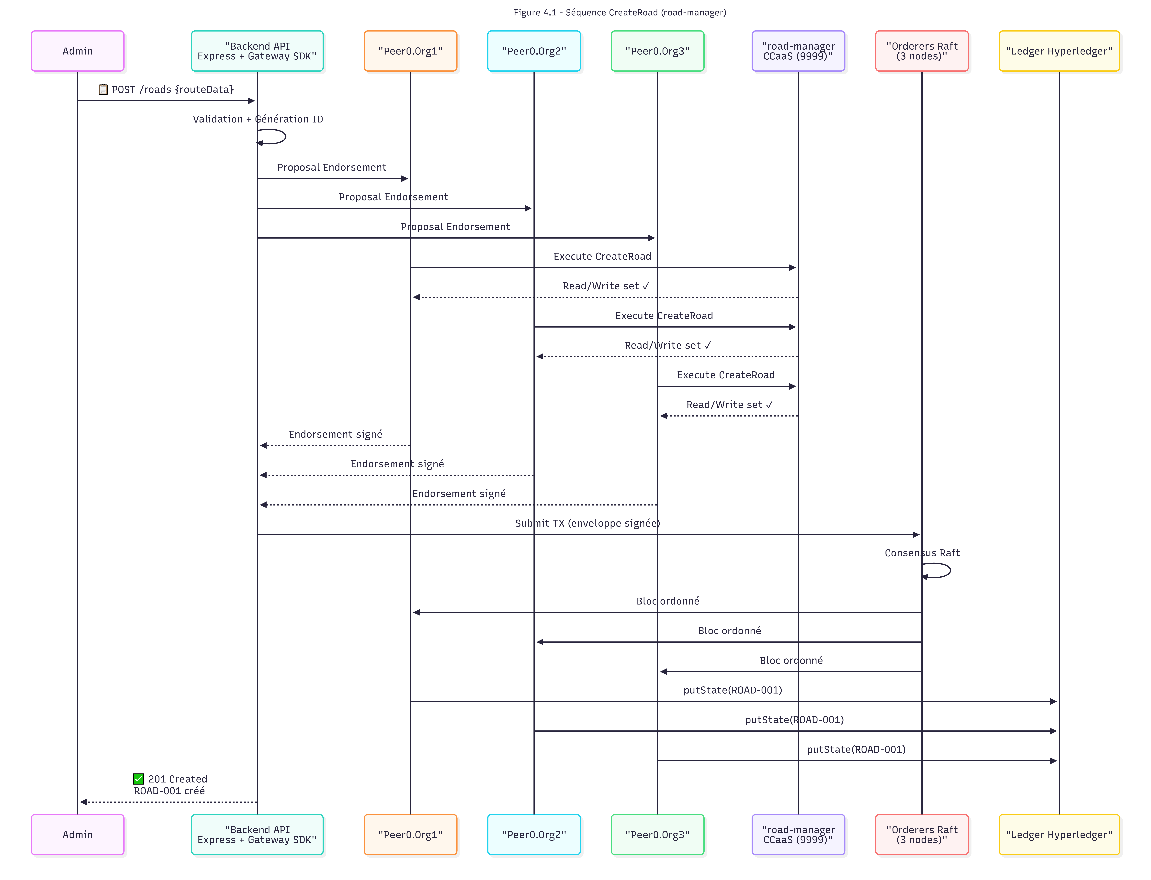 Figure 4.1 - Séquence CreateRoad (road-manager)
Admin
"Backend API
Express + Gateway SDK"
"Peer0.Org1"
"Peer0.Org2"
"Peer0.Org3"
"road-manager
CCaaS (9999)"
"Orderers Raft
(3 nodes)"
"Ledger Hyperledger"
📋 POST /roads {routeData}
Validation + Génération ID
Proposal Endorsement
Proposal Endorsement
Proposal Endorsement
Execute CreateRoad
Read/Write set ✓
Execute CreateRoad
Read/Write set ✓
Execute CreateRoad
Read/Write set ✓
Endorsement signé
Endorsement signé
Endorsement signé
Submit TX (enveloppe signée)
Consensus Raft
Bloc ordonné
Bloc ordonné
Bloc ordonné
putState(ROAD-001)
putState(ROAD-001)
putState(ROAD-001)
✅ 201 Created
ROAD-001 créé
Admin
"Backend API
Express + Gateway SDK"
"Peer0.Org1"
"Peer0.Org2"
"Peer0.Org3"
"road-manager
CCaaS (9999)"
"Orderers Raft
(3 nodes)"
"Ledger Hyperledger"